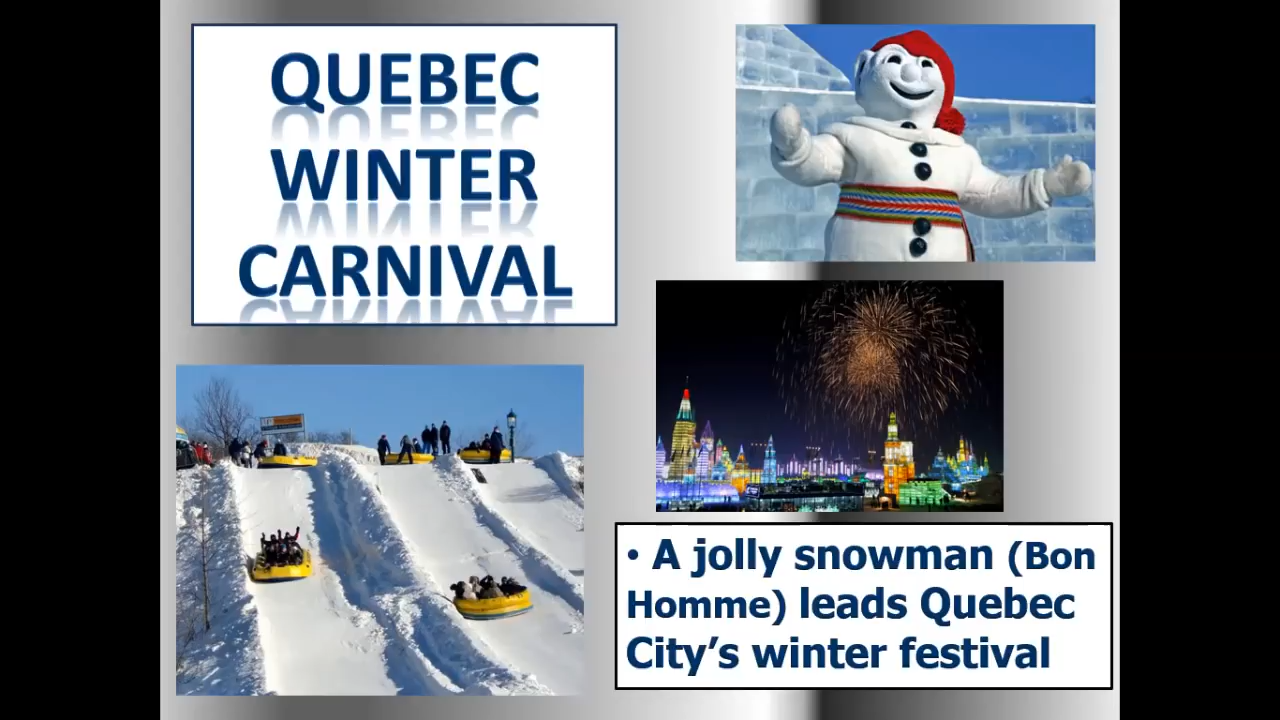 QUEBEC
WINTER
CARNIVAL
• A jolly snowman (Bon
Homme) leads Quebec
City’s winter festival